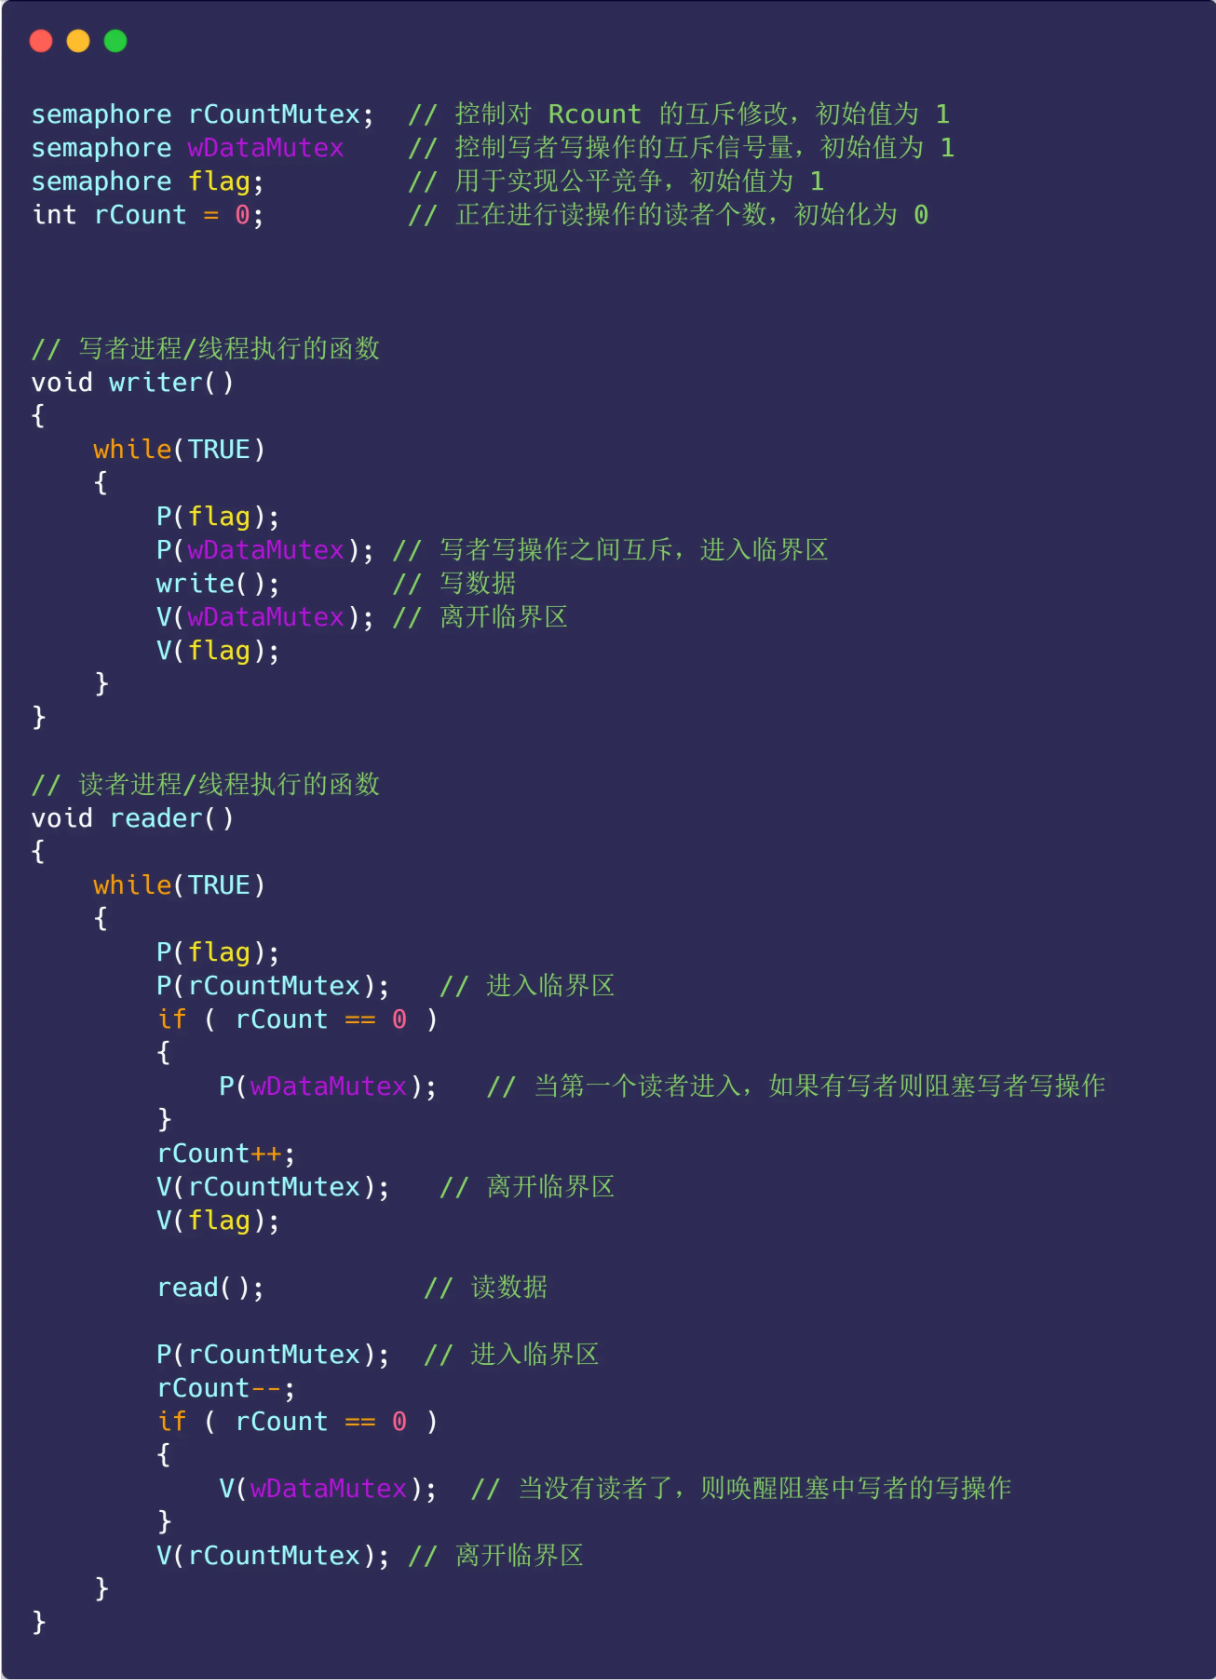 semaphore rCountMutex;  // 控制对 Rcount 的互斥修改，初始值为 1
semaphore wDataMutex    // 控制写者写操作的互斥信号量，初始值为 1
semaphore flag;         // 用于实现公平竞争，初始值为 1
int rCount = 0;         // 正在进行读操作的读者个数，初始化为 0
// 写者进程/线程执行的函数
void writer()
{
    while(TRUE)
    {
        P(flag);
        P(wDataMutex); // 写者写操作之间互斥，进入临界区
        write();       // 写数据
        V(wDataMutex); // 离开临界区
        V(flag);
    }
}
// 读者进程/线程执行的函数
void reader()
{
    while(TRUE)
    {
        P(flag);
        P(rCountMutex);   // 进入临界区
        if ( rCount == 0 )
        {
            P(wDataMutex);   // 当第一个读者进入，如果有写者则阻塞写者写操作
        }
        rCount++;
        V(rCountMutex);   // 离开临界区
        V(flag);
        read();          // 读数据
        P(rCountMutex);  // 进入临界区
        rCount--;
        if ( rCount == 0 )
        {
            V(wDataMutex);  // 当没有读者了，则唤醒阻塞中写者的写操作
        }
        V(rCountMutex); // 离开临界区
    }
}